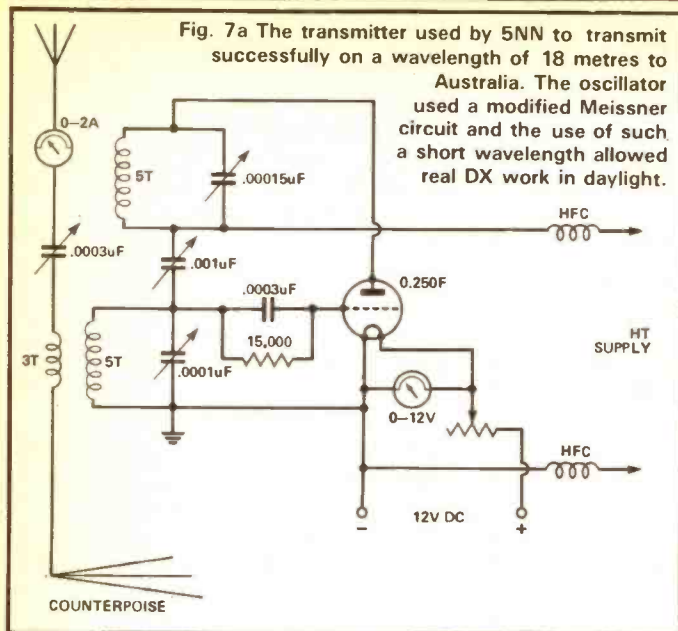 Fig. 7a The transmitter used by 5NN to transmit
successfully on a wavelength of 18 metres to
Australia. The oscillator
used a modified Meissner
circuit and the use of such
a short wavelength allowed
real DX work in daylight.
0–2A
5T
.00015uF
HFC
.0003uF
.001uF
.0003uF
0.250F
15,000
HT
SUPPLY
3T
5T
.0001uF
0–12V
HFC
12V DC
–
+
COUNTERPOISE